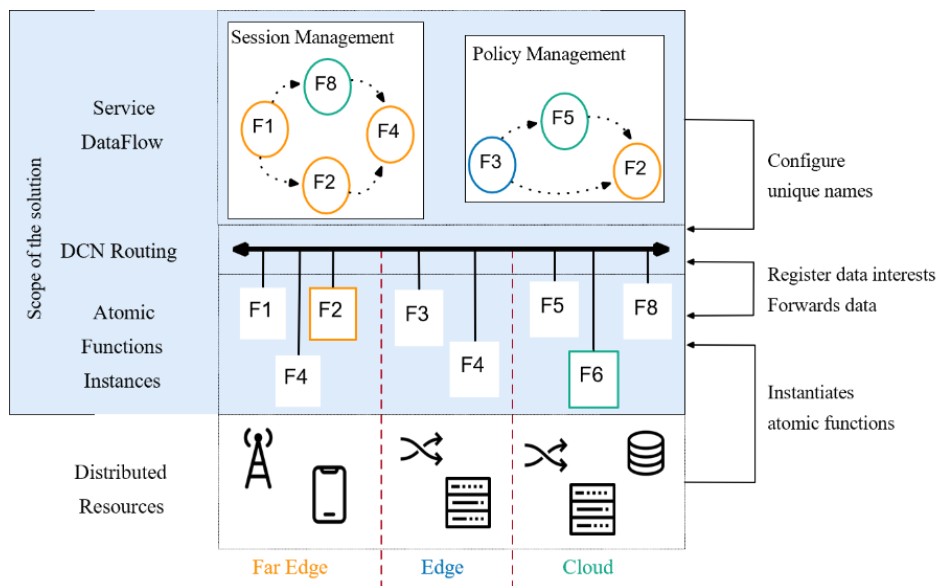 Scope of the solution
Service
DataFlow
Session Management
F8
F1
F4
F2
Policy Management
F5
F3
F2
Configure
unique names
DCN Routing
Register data interests
Forwards data
Atomic
Functions
Instances
F1
F2
F3
F5
F8
F4
F4
F6
Instantiates
atomic functions
Distributed
Resources
Far Edge
Edge
Cloud